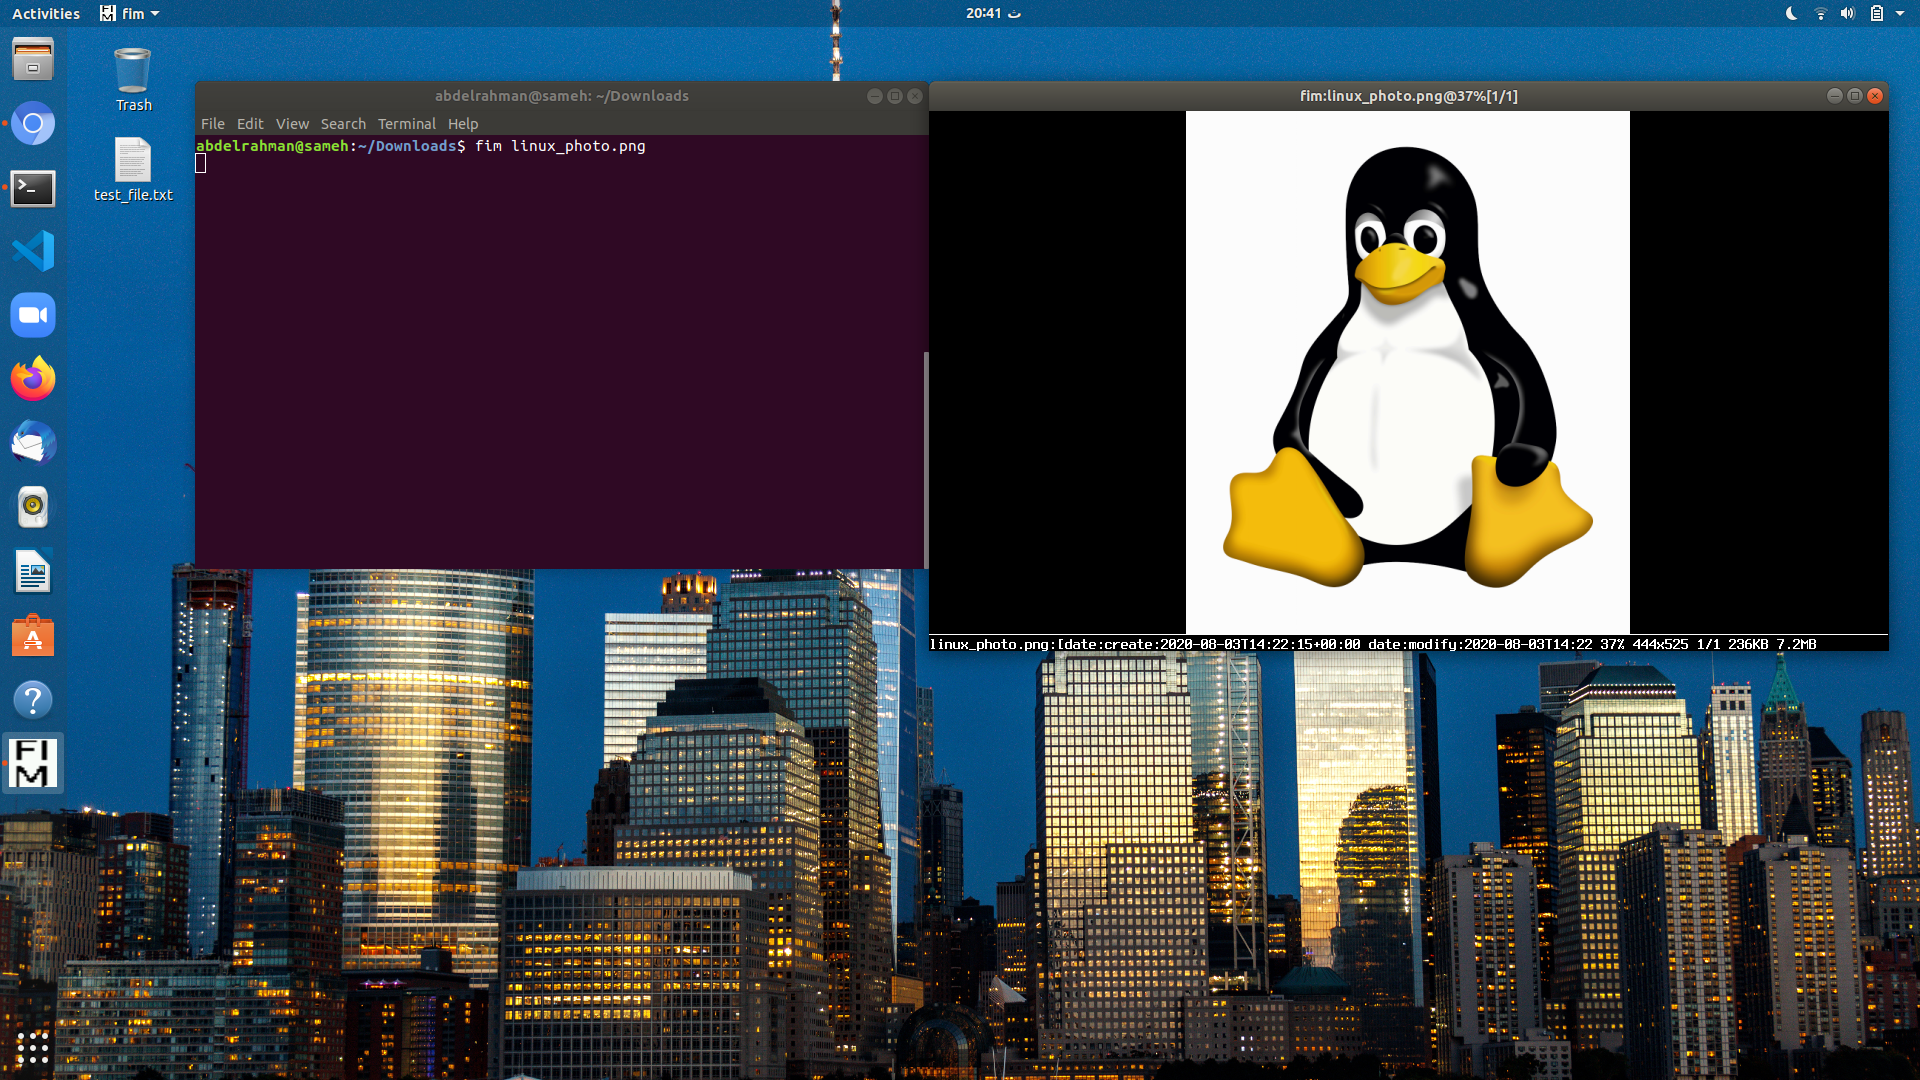 Activities
FIM
fim
20:41 ث
Trash
test_file.txt
abdelrahman@sameh: ~/Downloads
File Edit View Search Terminal Help
abdelrahman@sameh:~/Downloads$ fim linux_photo.png
fim:linux_photo.png@37%[1/1]
linux_photo.png:[date:create:2020-08-03T14:22:15+00:00 date:modify:2020-08-03T14:22 37% 444x525 1/1 236KB 7.2MB
>_
A
?
FI
M